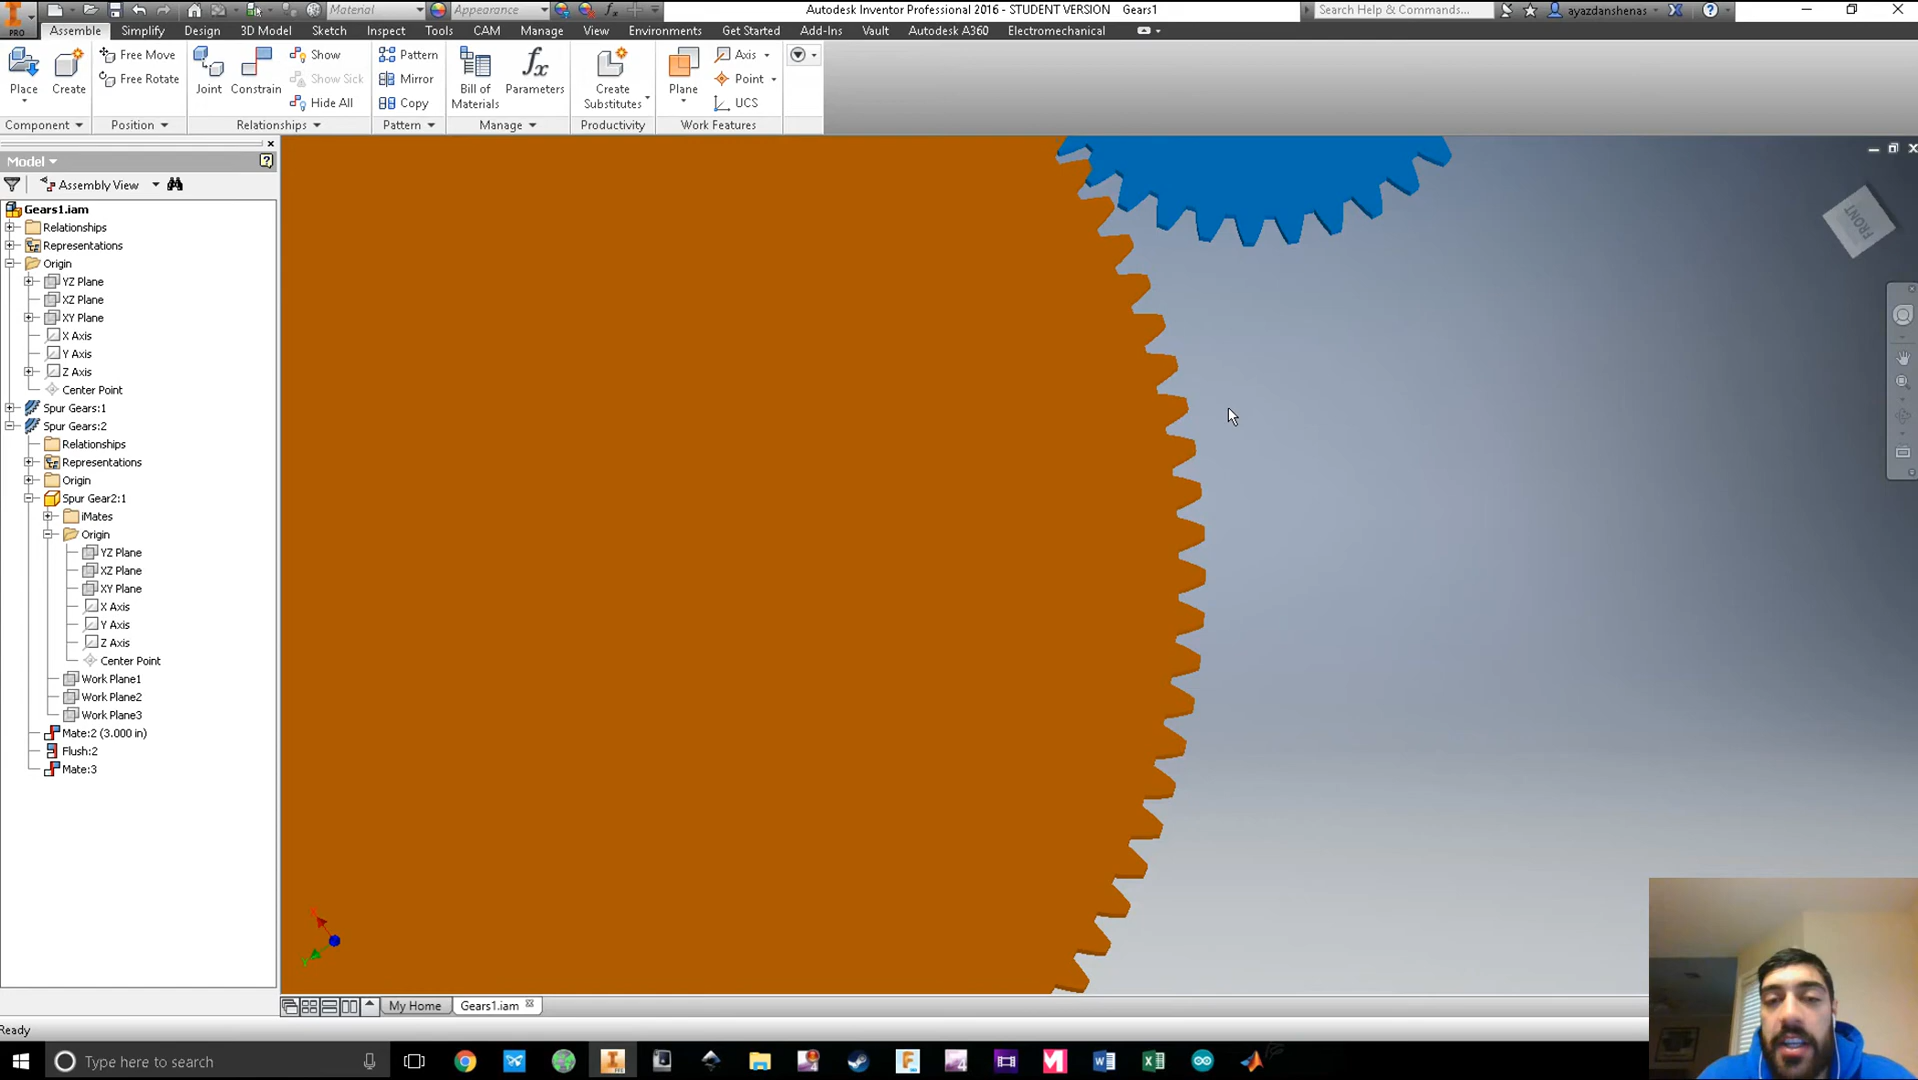 Material
Appearance
Autodesk Inventor Professional 2016 - STUDENT VERSION Gears1
Search Help & Commands...
ayazdanshenas
PRO
Assemble Simplify Design 3D Model Sketch Inspect Tools CAM Manage View Environments Get Started Add-Ins Vault Autodesk A360 Electromechanical
Place
Create
Free Move
Free Rotate
Joint
Constrain
Show
Show Sick
Hide All
Pattern
Mirror
Copy
Bill of
Materials
fx
Parameters
Create
Substitutes
Plane
Axis
Point
UCS
Component
Position
Relationships
Pattern
Manage
Productivity
Work Features
Model
Assembly View
Gears1.iam
Relationships
Representations
Origin
YZ Plane
XZ Plane
XY Plane
X Axis
Y Axis
Z Axis
Center Point
Spur Gears:1
Spur Gears:2
Relationships
Representations
Origin
Spur Gear2:1
iMates
Origin
YZ Plane
XZ Plane
XY Plane
X Axis
Y Axis
Z Axis
Center Point
Work Plane1
Work Plane2
Work Plane3
Mate:2 (3.000 in)
Flush:2
Mate:3
FRONT
My Home
Gears1.iam
Ready
Type here to search